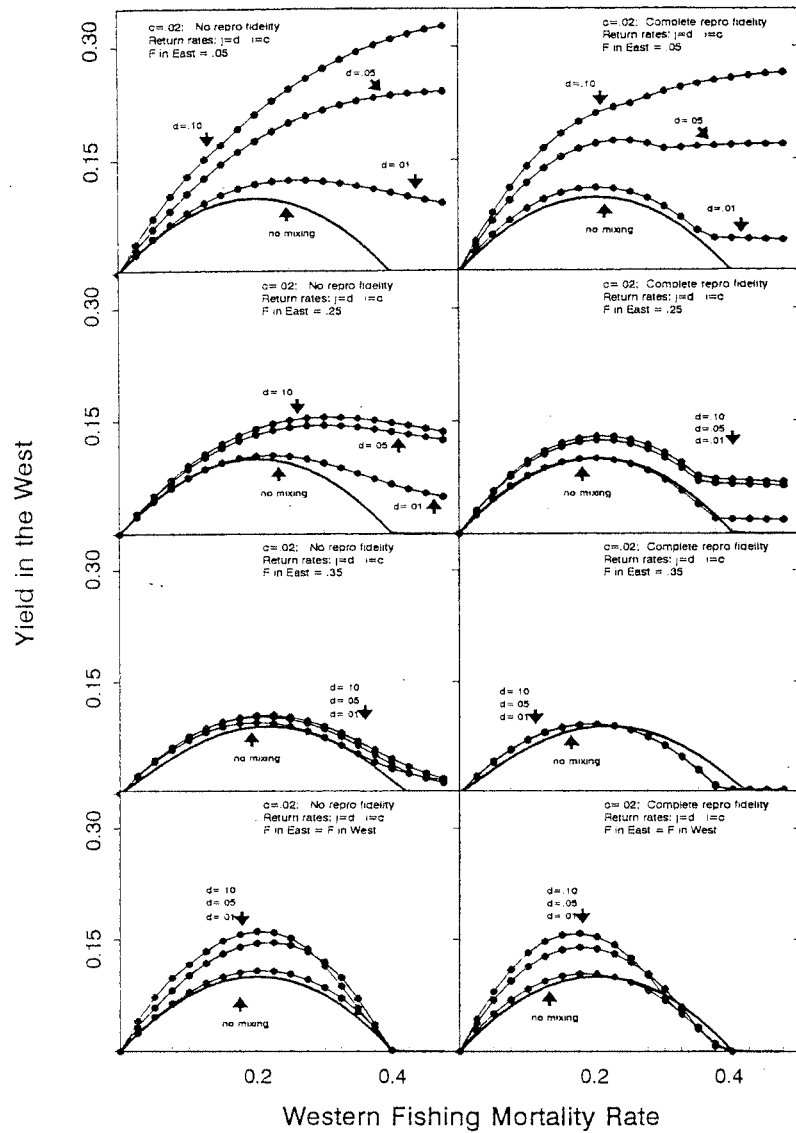 0.30
c=.02: No repro fidelity
Return rates: j=d i=c
F in East = .05
d=.10
d=.05
0.15
d=.01
no mixing
c=.02: Complete repro fidelity
Return rates: j=d i=c
F in East = .05
d=.10
d=.05
d=.01
no mixing
0.30
c=.02: No repro fidelity
Return rates: j=d i=c
F in East = .25
d=.10
0.15
d=.05
no mixing
d=.01
c=.02: Complete repro fidelity
Return rates: j=d i=c
F in East = .25
d=.10
d=.05
d=.01
no mixing
Yield in the West
0.30
c=.02: No repro fidelity
Return rates: j=d i=c
F in East = .35
0.15
d=.10
d=.05
d=.01
no mixing
c=.02: Complete repro fidelity
Return rates: j=d i=c
F in East = .35
d=.10
d=.05
d=.01
no mixing
0.30
c=.02: No repro fidelity
Return rates: j=d i=c
F in East = F in West
d=.10
d=.05
d=.01
0.15
no mixing
c=.02: Complete repro fidelity
Return rates: j=d i=c
F in East = F in West
d=.10
d=.05
d=.01
no mixing
0.2 0.4 0.2 0.4
Western Fishing Mortality Rate